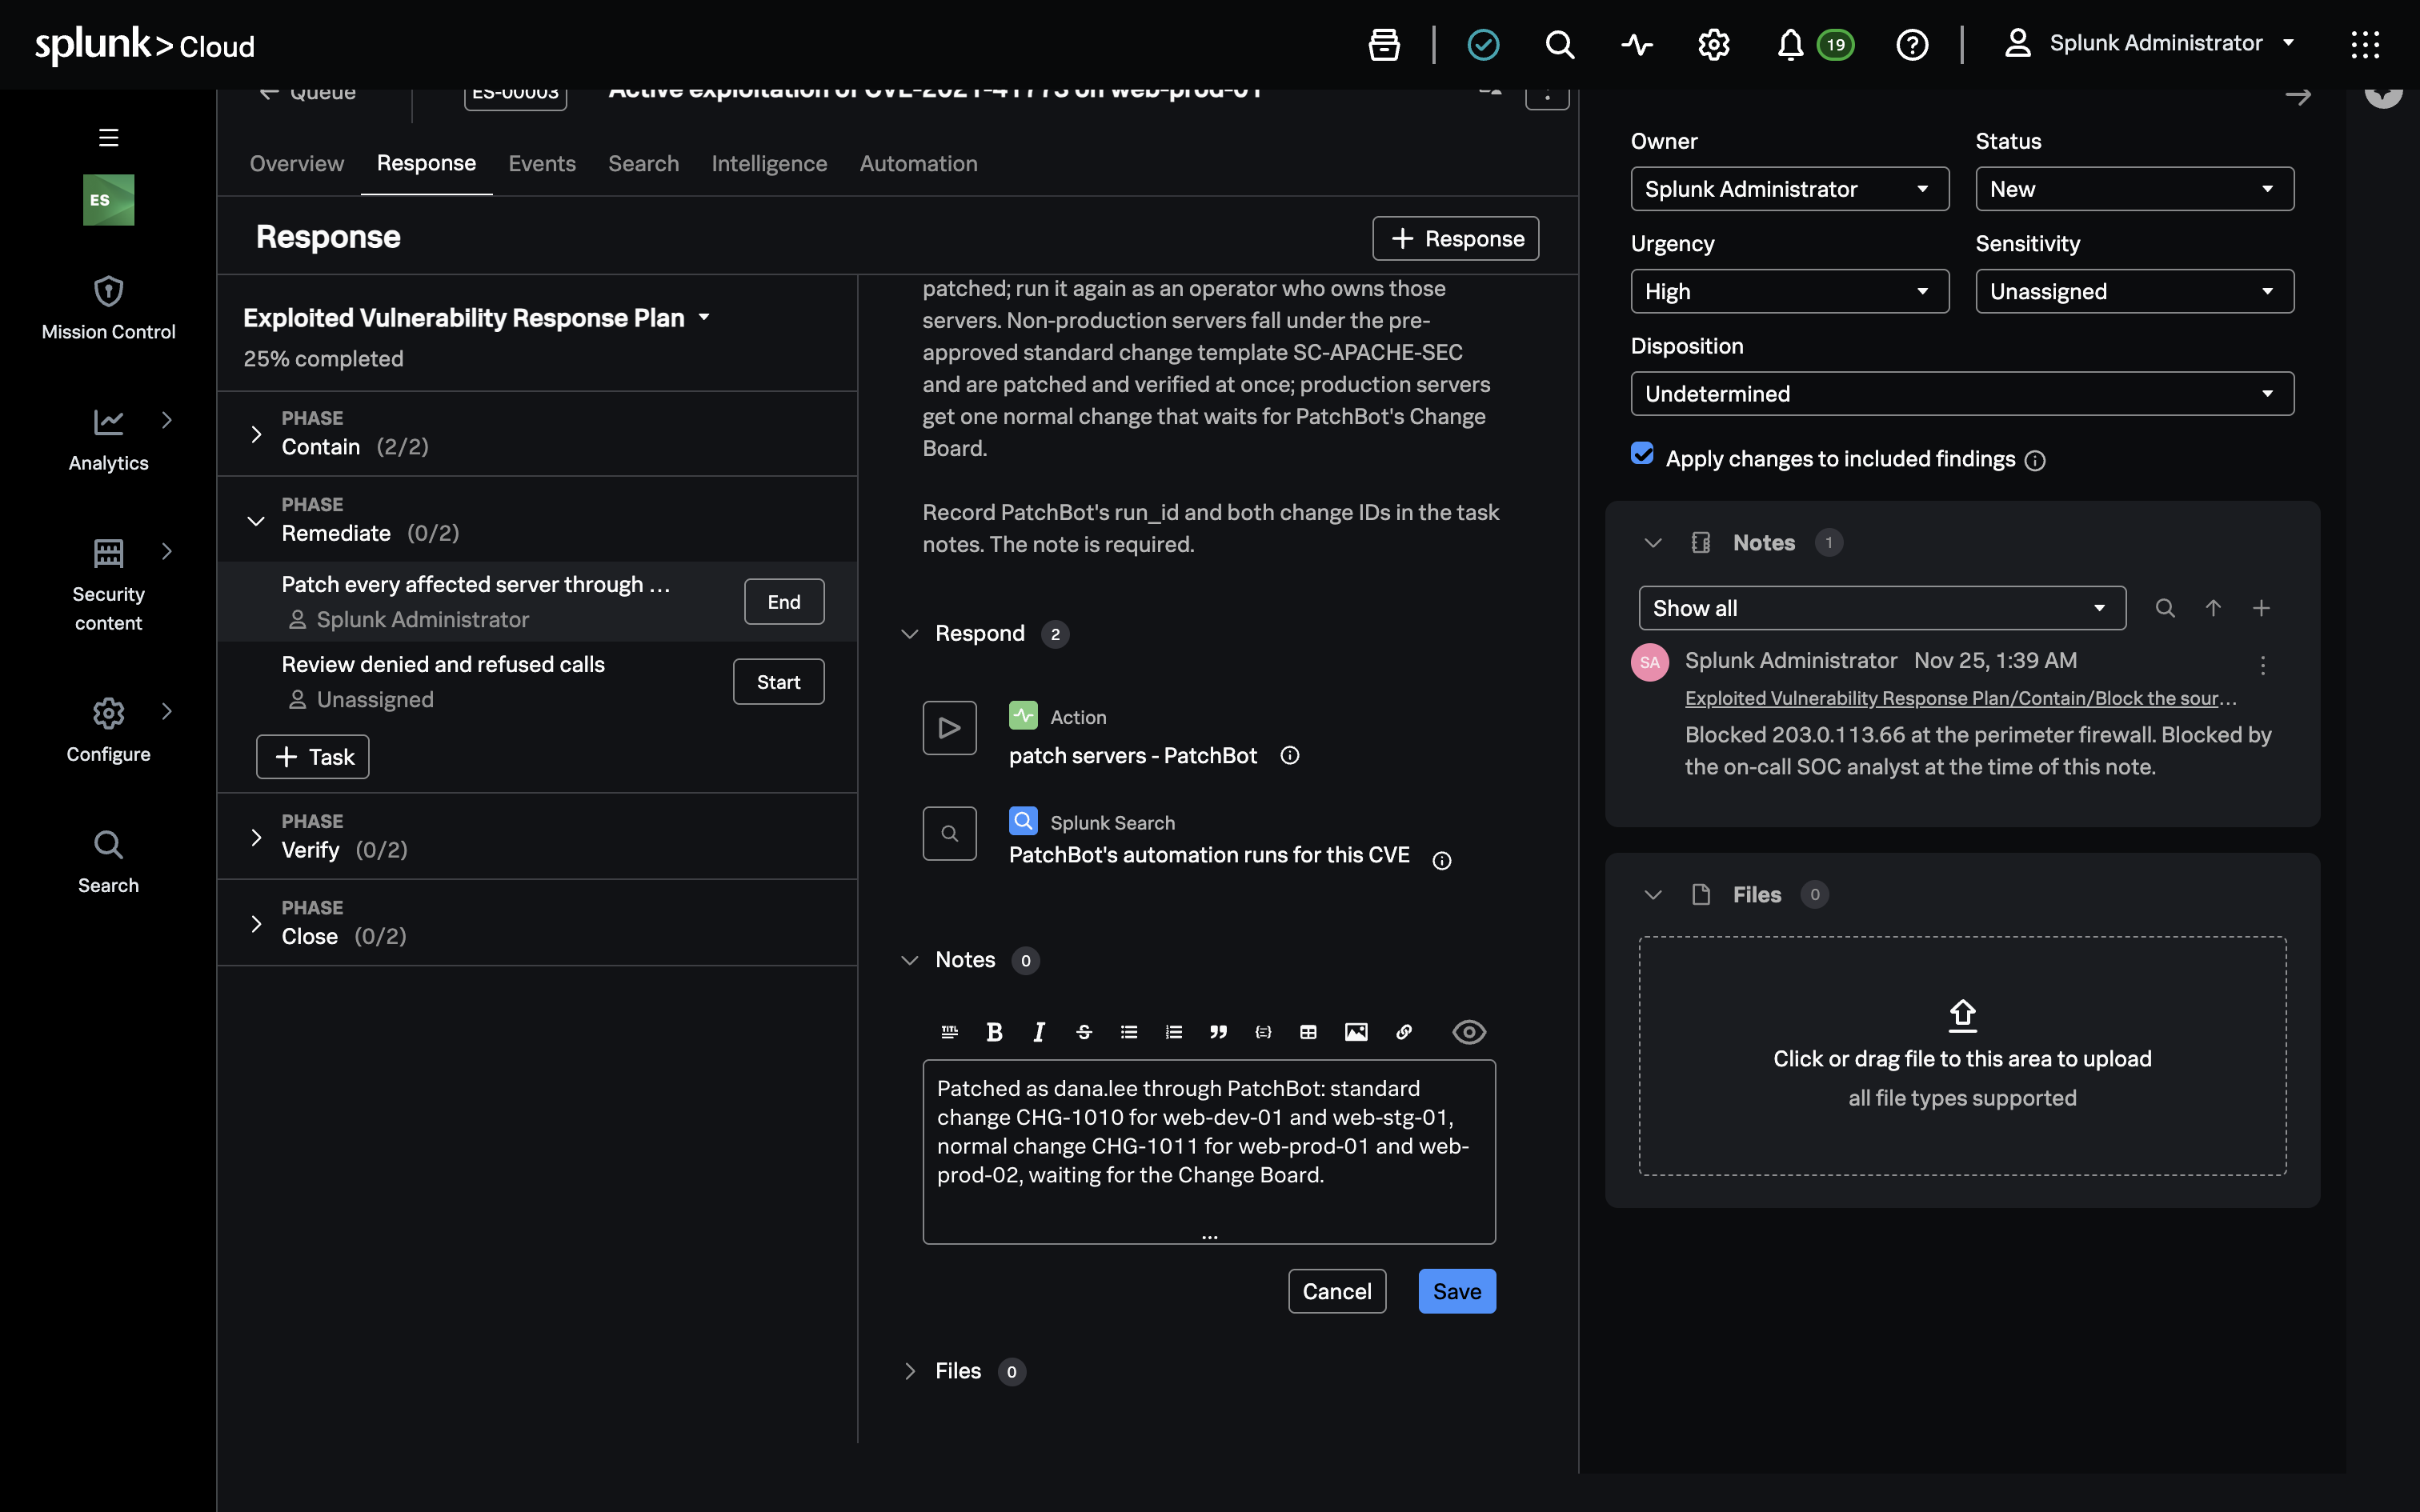 splunk>Cloud
19
Splunk Administrator
Queue
ES-00003
Active exploitation of CVE-2021-41773 on web-prod-01
Mission Control
Analytics
Security
content
Configure
Search
ES
Overview
Response
Events
Search
Intelligence
Automation
Response
+ Response
Exploited Vulnerability Response Plan
25% completed
PHASE
Contain (2/2)
PHASE
Remediate (0/2)
Patch every affected server through ...
Splunk Administrator
End
Review denied and refused calls
Unassigned
Start
+ Task
PHASE
Verify (0/2)
PHASE
Close (0/2)
patched; run it again as an operator who owns those
servers. Non-production servers fall under the pre-
approved standard change template SC-APACHE-SEC
and are patched and verified at once; production servers
get one normal change that waits for PatchBot's Change
Board.
Record PatchBot's run_id and both change IDs in the task
notes. The note is required.
Respond 2
Action
patch servers - PatchBot
Splunk Search
PatchBot's automation runs for this CVE
Notes 0
Patched as dana.lee through PatchBot: standard
change CHG-1010 for web-dev-01 and web-stg-01,
normal change CHG-1011 for web-prod-01 and web-
prod-02, waiting for the Change Board.
Cancel
Save
Files 0
Owner
Status
Splunk Administrator
New
Urgency
Sensitivity
High
Unassigned
Disposition
Undetermined
Apply changes to included findings
Notes 1
Show all
SA
Splunk Administrator Nov 25, 1:39 AM
Exploited Vulnerability Response Plan/Contain/Block the sour...
Blocked 203.0.113.66 at the perimeter firewall. Blocked by
the on-call SOC analyst at the time of this note.
Files 0
Click or drag file to this area to upload
all file types supported